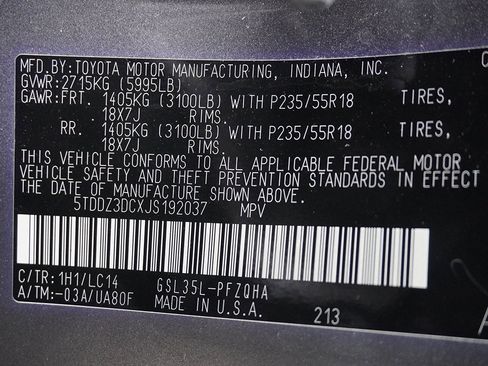 MFD.BY:TOYOTA MOTOR MANUFACTURING, INDIANA, INC.
GVWR:2715KG (5995LB)
GAWR:FRT. 1405KG (3100LB) WITH P235/55R18 TIRES,
18X7J RIMS.
RR. 1405KG (3100LB) WITH P235/55R18 TIRES,
18X7J RIMS.
THIS VEHICLE CONFORMS TO ALL APPLICABLE FEDERAL MOTOR
VEHICLE SAFETY AND THEFT PREVENTION STANDARDS IN EFFECT
ON THE DATE OF MANUFACTURE SHOWN ABOVE.
5TDDZ3DCXJS192037 MPV
C/TR:1H1/LC14 GSL35L-PFZQHA
A/TM:-03A/UA80F MADE IN U.S.A. 213